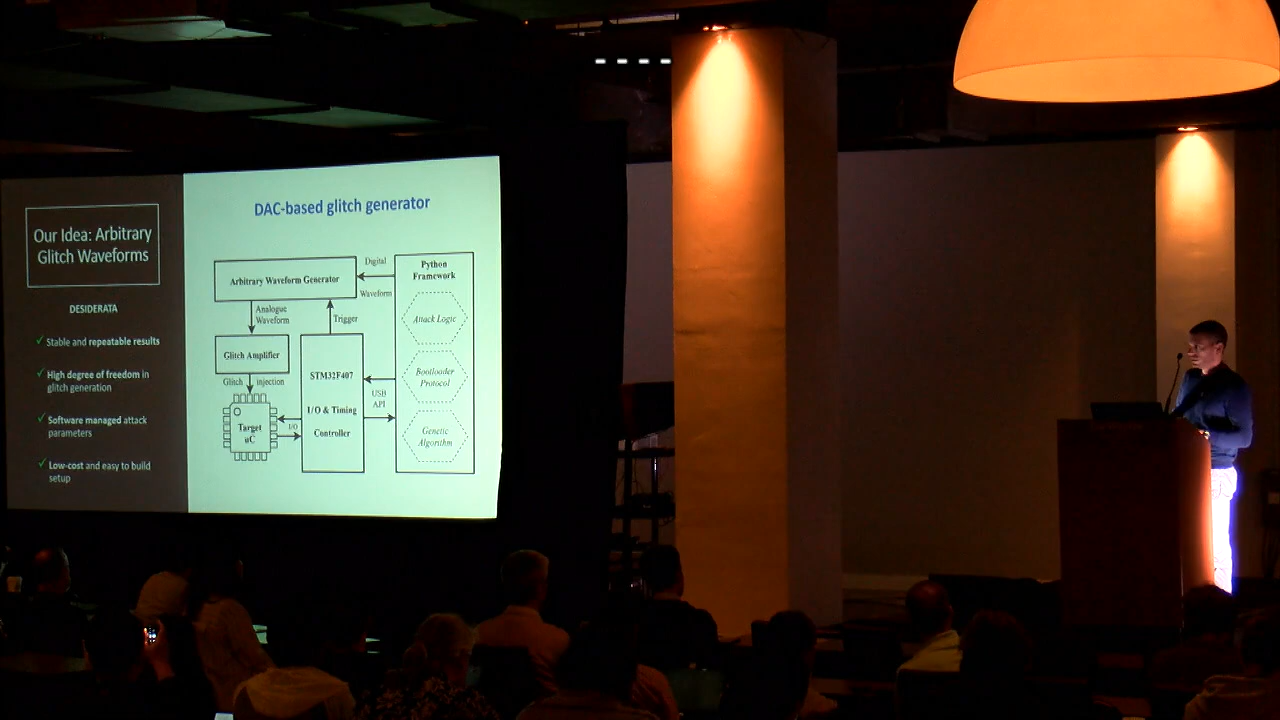 Our Idea: Arbitrary
Glitch Waveforms
DESIDERATA
✓ Stable and repeatable results
✓ High degree of freedom in
glitch generation
✓ Software managed attack
parameters
✓ Low-cost and easy to build
setup
DAC-based glitch generator
Arbitrary Waveform Generator
Digital
Waveform
Python
Framework
Analogue
Waveform
Trigger
Attack Logic
Glitch Amplifier
Glitch injection
STM32F407
I/O & Timing
Controller
USB
API
Bootloader
Protocol
Target
uC
I/O
Genetic
Algorithm